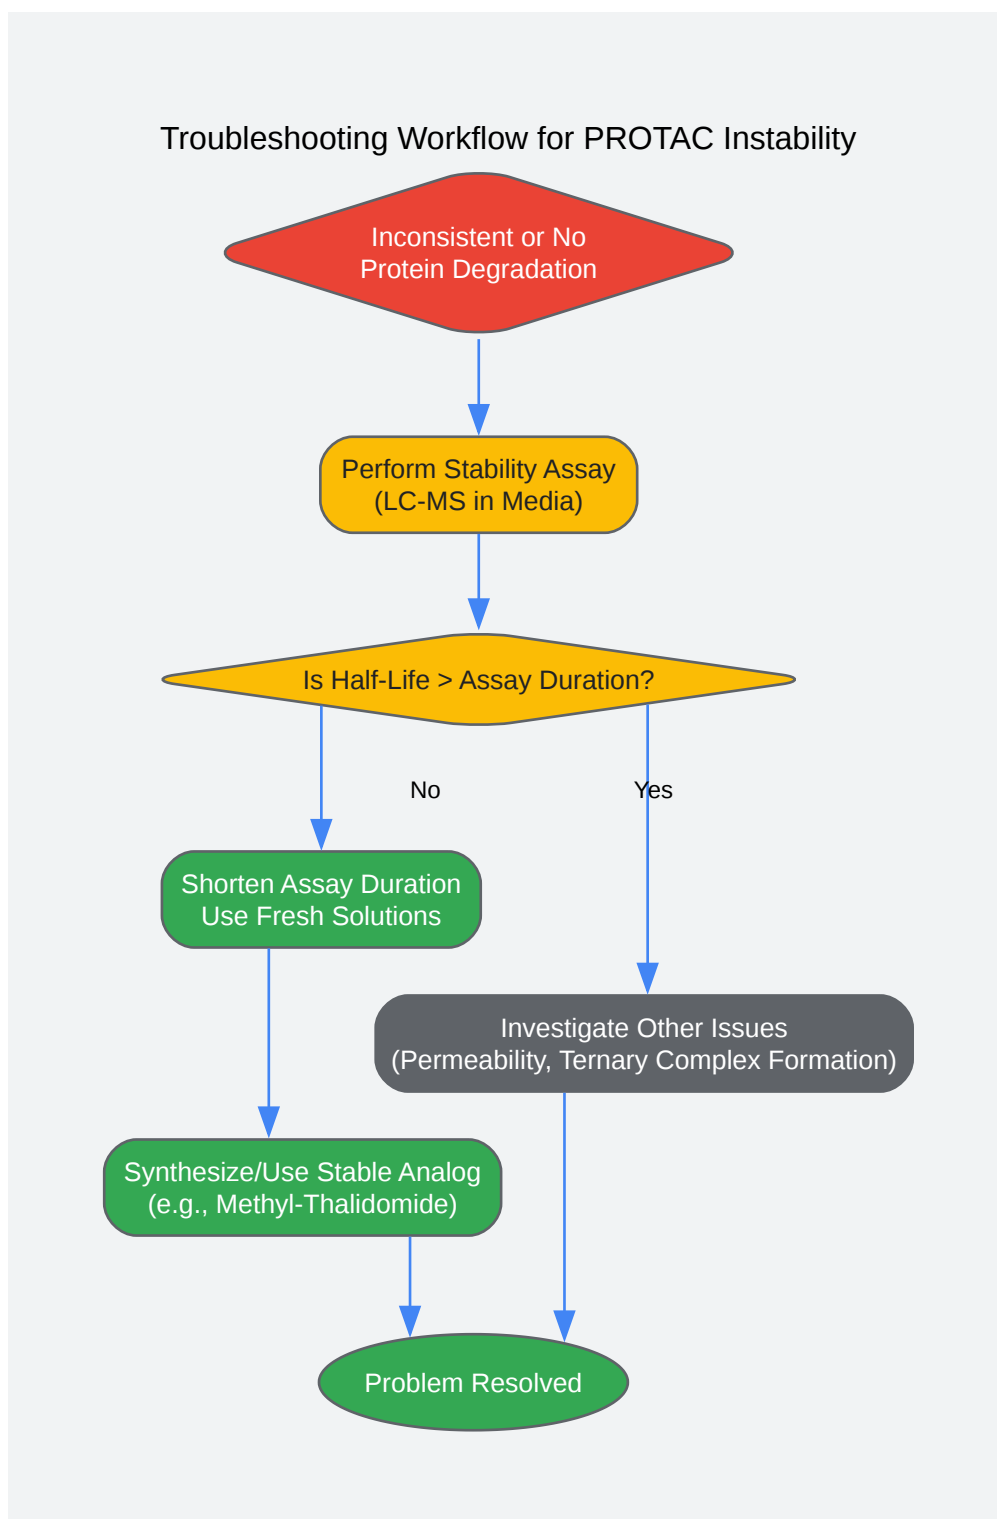 Troubleshooting Workflow for PROTAC Instability
Inconsistent or No
Protein Degradation
Perform Stability Assay
(LC-MS in Media)
Is Half-Life > Assay Duration?
No
Yes
Shorten Assay Duration
Use Fresh Solutions
Investigate Other Issues
(Permeability, Ternary Complex Formation)
Synthesize/Use Stable Analog
(e.g., Methyl-Thalidomide)
Problem Resolved